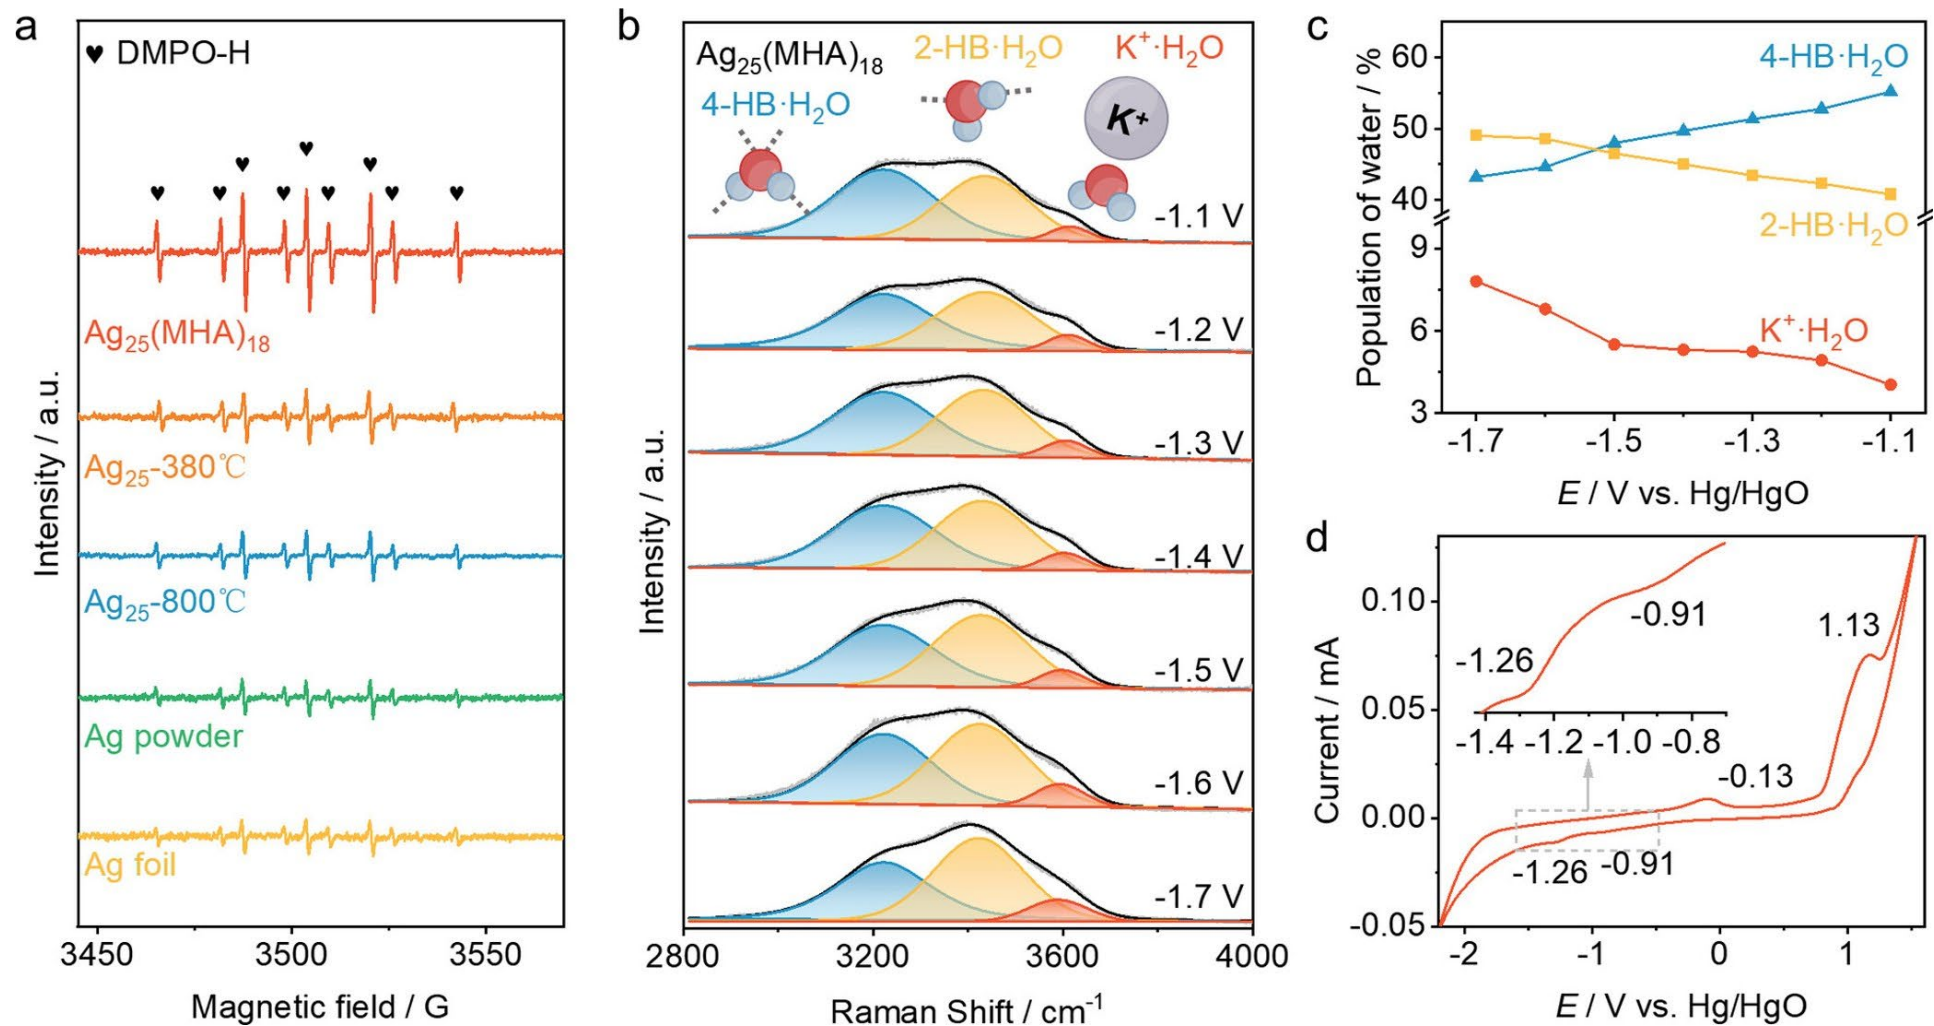 a
♥ DMPO-H
Ag₂₅(MHA)₁₈
Ag₂₅-380℃
Ag₂₅-800℃
Ag powder
Ag foil
Intensity / a.u.
3450 3500 3550
Magnetic field / G
b
Ag₂₅(MHA)₁₈
2-HB·H₂O
K⁺·H₂O
4-HB·H₂O
K⁺
-1.1 V
-1.2 V
-1.3 V
-1.4 V
-1.5 V
-1.6 V
-1.7 V
Intensity / a.u.
2800 3200 3600 4000
Raman Shift / cm⁻¹
c
Population of water / %
60
50
40
9
6
3
4-HB·H₂O
2-HB·H₂O
K⁺·H₂O
-1.7 -1.5 -1.3 -1.1
E / V vs. Hg/HgO
d
Current / mA
0.10
0.05
0.00
-0.05
-1.26
-0.91
1.13
-1.4 -1.2 -1.0 -0.8
-0.13
-1.26 -0.91
-2 -1 0 1
E / V vs. Hg/HgO